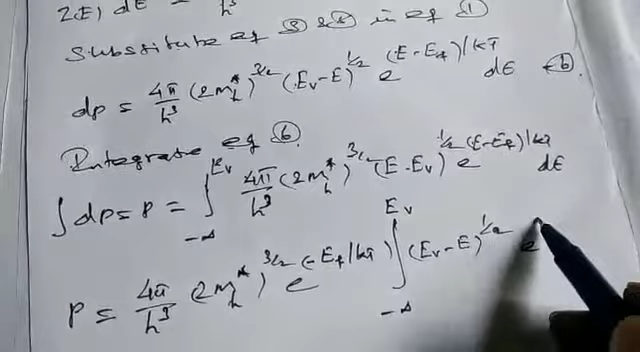 Z(E) dE =        h³
Substitute eq ③ & ④ in eq ①
dp = 4π/h³ (2m*h)^3/2 (Ev-E)^1/2 e^(E-Ef)/kT dE —⑥.
Integrate eq ⑥.
∫dp = p = ∫_{-∞}^{Ev} 4π/h³ (2m*h)^3/2 (E-Ev)^1/2 e^(E-Ef)/kT dE
p = 4π/h³ (2m*h)^3/2 e^(-Ef/kT) ∫_{-∞}^{Ev} (Ev-E)^1/2 e